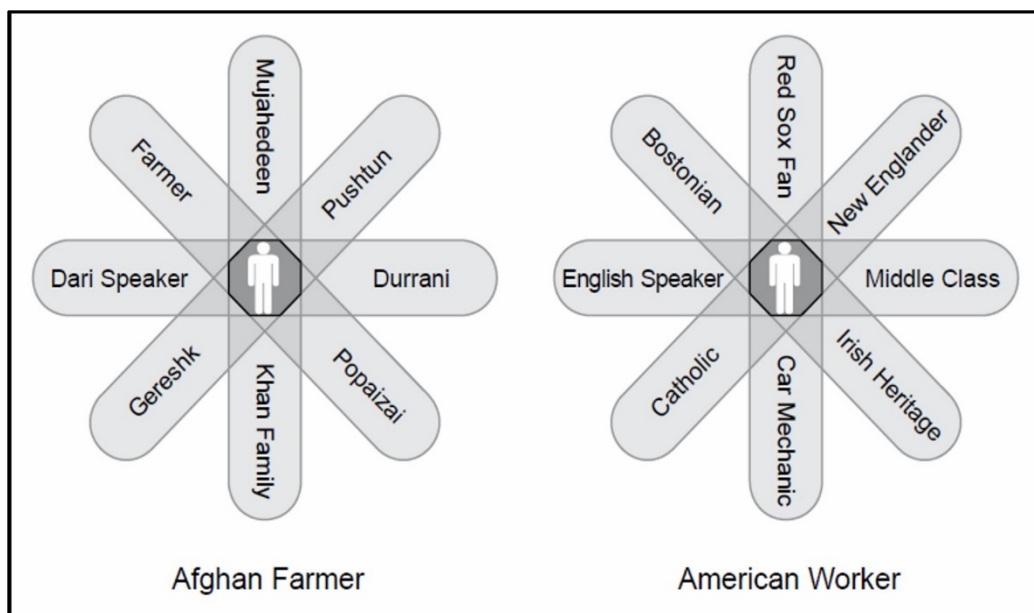 Mujahedeen
Farmer
Pushtun
Dari Speaker
Durrani
Gereshk
Khan Family
Popaizai
Afghan Farmer
Red Sox Fan
Bostonian
New Englander
English Speaker
Middle Class
Catholic
Car Mechanic
Irish Heritage
American Worker